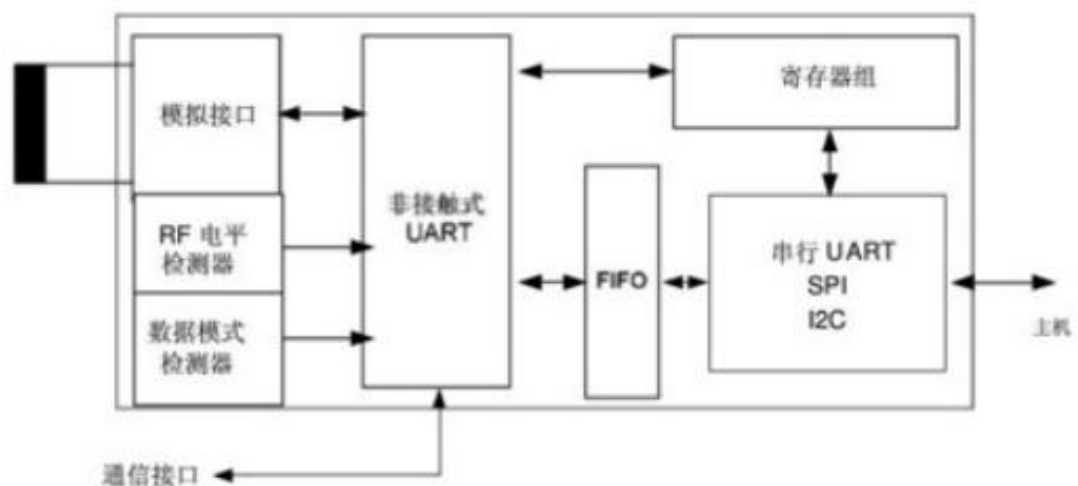 模拟接口
RF 电平
检测器
数据模式
检测器
非接触式
UART
寄存器组
FIFO
串行 UART
SPI
I2C
主机
通信接口